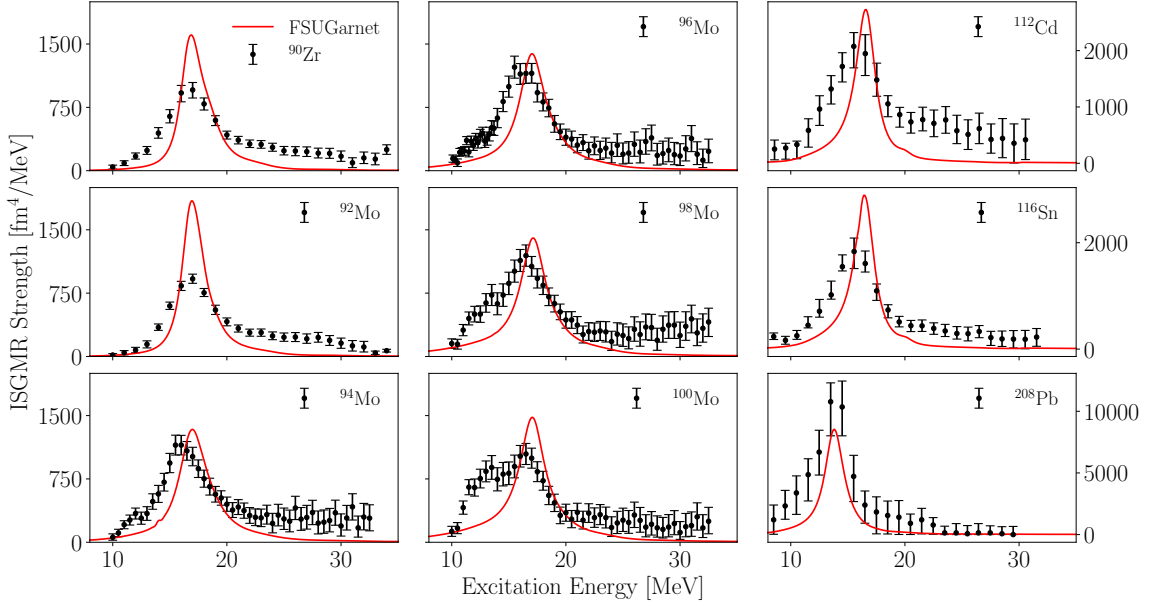 ISGMR Strength [fm⁴/MeV]
FSUGarnet
⁹⁰Zr
1500
750
0
⁹⁶Mo
¹¹²Cd
2000
1000
0
⁹²Mo
1500
750
0
⁹⁸Mo
¹¹⁶Sn
2000
0
⁹⁴Mo
1500
750
0
10 20 30
¹⁰⁰Mo
10 20 30
²⁰⁸Pb
10000
5000
0
10 20 30
Excitation Energy [MeV]